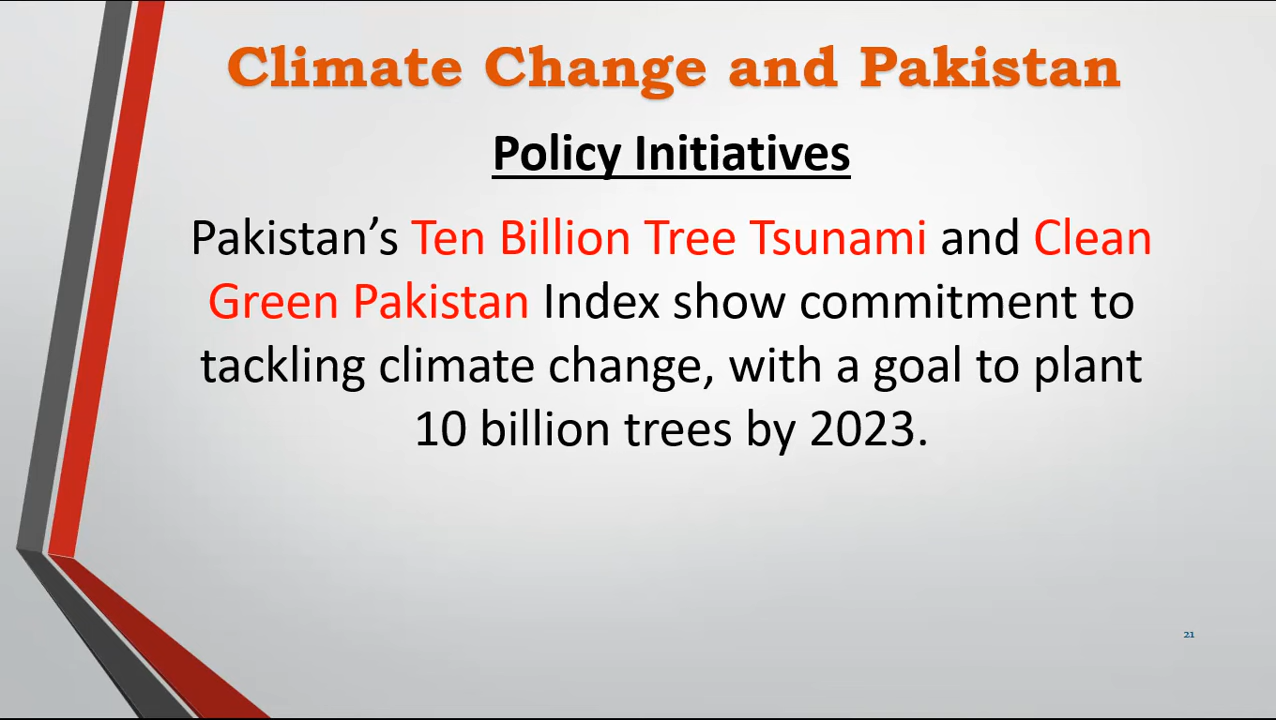 Climate Change and Pakistan
Policy Initiatives
Pakistan’s Ten Billion Tree Tsunami and Clean
Green Pakistan Index show commitment to
tackling climate change, with a goal to plant
10 billion trees by 2023.
21